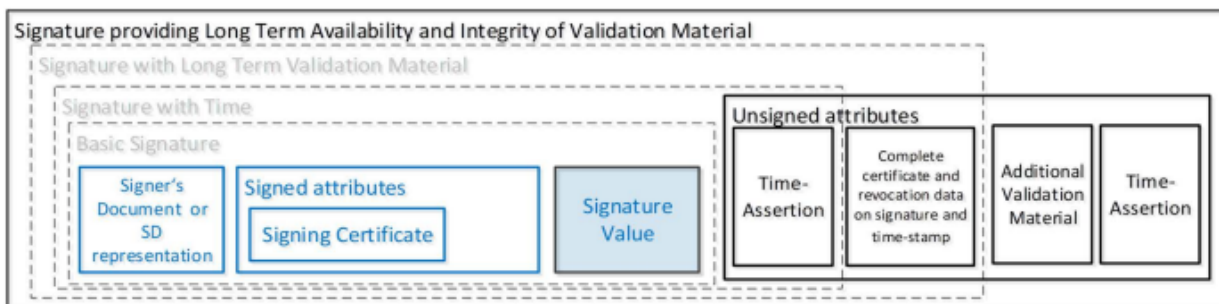 Signature providing Long Term Availability and Integrity of Validation Material
Signature with Long Term Validation Material
Signature with Time
Basic Signature
Signer's
Document or
SD
representation
Signed attributes
Signing Certificate
Signature
Value
Unsigned attributes
Time-
Assertion
Complete
certificate and
revocation data
on signature and
time-stamp
Additional
Validation
Material
Time-
Assertion